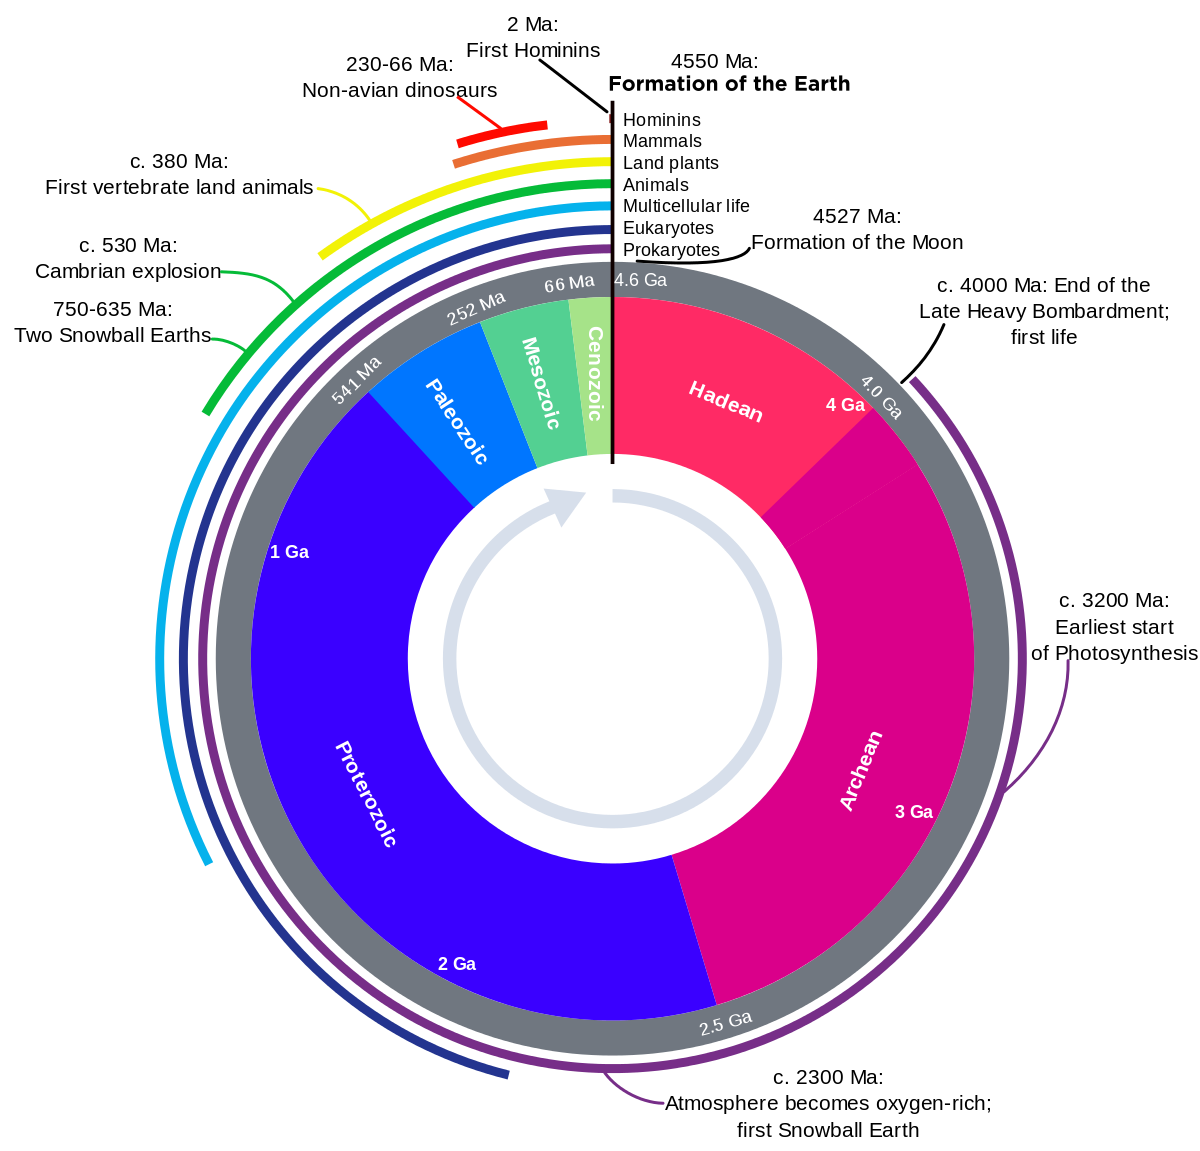 2 Ma:
First Hominins
230-66 Ma:
Non-avian dinosaurs
4550 Ma:
Formation of the Earth
Hominins
Mammals
Land plants
Animals
Multicellular life
Eukaryotes
Prokaryotes
c. 380 Ma:
First vertebrate land animals
c. 530 Ma:
Cambrian explosion
750-635 Ma:
Two Snowball Earths
4527 Ma:
Formation of the Moon
c. 4000 Ma: End of the
Late Heavy Bombardment;
first life
4.6 Ga
66 Ma
252 Ma
541 Ma
4.0 Ga
Cenozoic
Mesozoic
Paleozoic
Hadean
4 Ga
1 Ga
c. 3200 Ma:
Earliest start
of Photosynthesis
Proterozoic
Archean
3 Ga
2 Ga
2.5 Ga
c. 2300 Ma:
Atmosphere becomes oxygen-rich;
first Snowball Earth